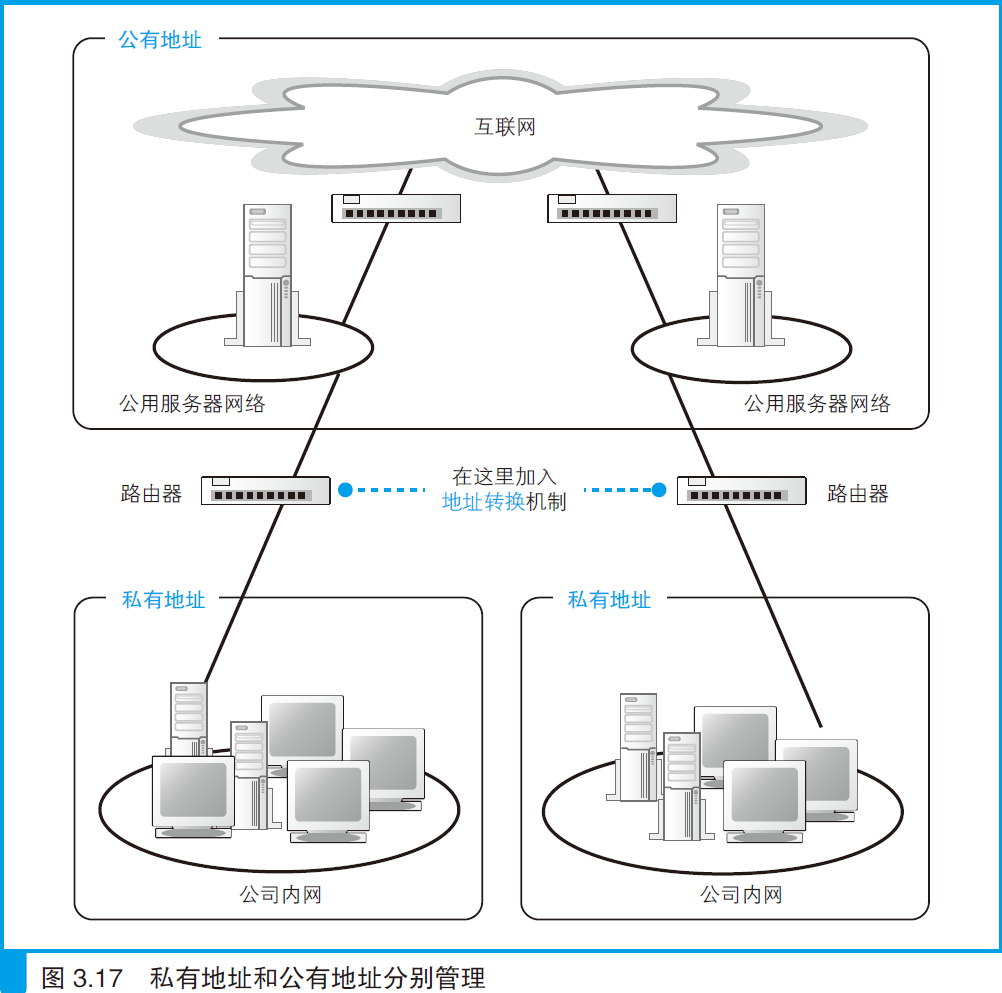 公有地址
互联网
公用服务器网络
公用服务器网络
路由器
在这里加入
地址转换机制
路由器
私有地址
私有地址
公司内网
公司内网
图 3.17 私有地址和公有地址分别管理